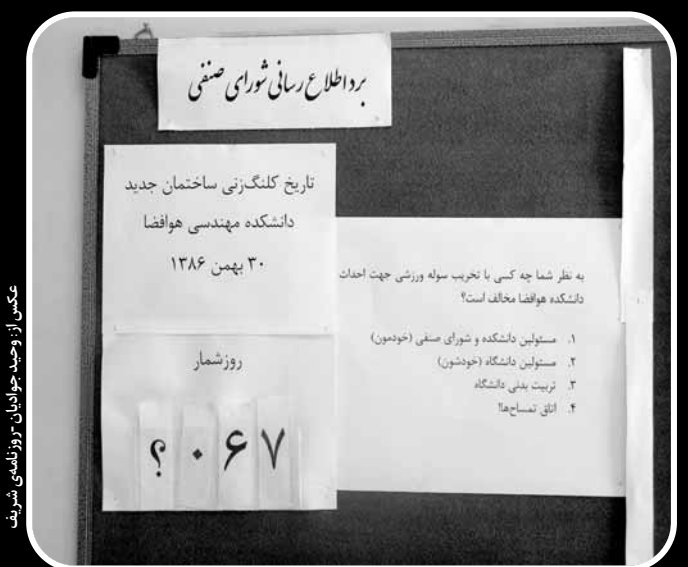 برد اطلاع رسانی شورای صنفی
تاریخ کلنگ‌زنی ساختمان جدید
دانشکده مهندسی هوافضا
۳۰ بهمن ۱۳۸۶
روزشمار
؟ ۰ ۶ ۷
به نظر شما چه کسی با تخریب سوله ورزشی جهت احداث
دانشکده هوافضا مخالف است؟
۱. مسئولین دانشکده و شورای صنفی (خودمون)
۲. مسئولین دانشگاه (خودشون)
۳. تربیت بدنی دانشگاه
۴. اتاق تمساح‌ها!
عکس از: وحید جوادیان - روزنامه‌ی شریف